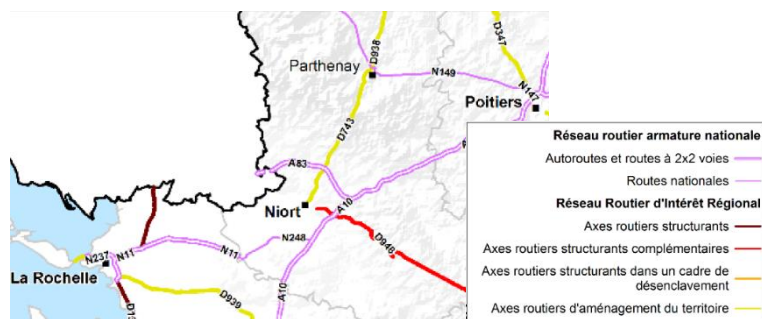 D347
D938
Parthenay
N149
N147
Poitiers
D743
A83
Niort
A10
D948
N248
N11
N11
N237
La Rochelle
D939
A10
Réseau routier armature nationale
Autoroutes et routes à 2x2 voies
Routes nationales
Réseau Routier d'Intérêt Régional
Axes routiers structurants
Axes routiers structurants complémentaires
Axes routiers structurants dans un cadre de
désenclavement
Axes routiers d'aménagement du territoire